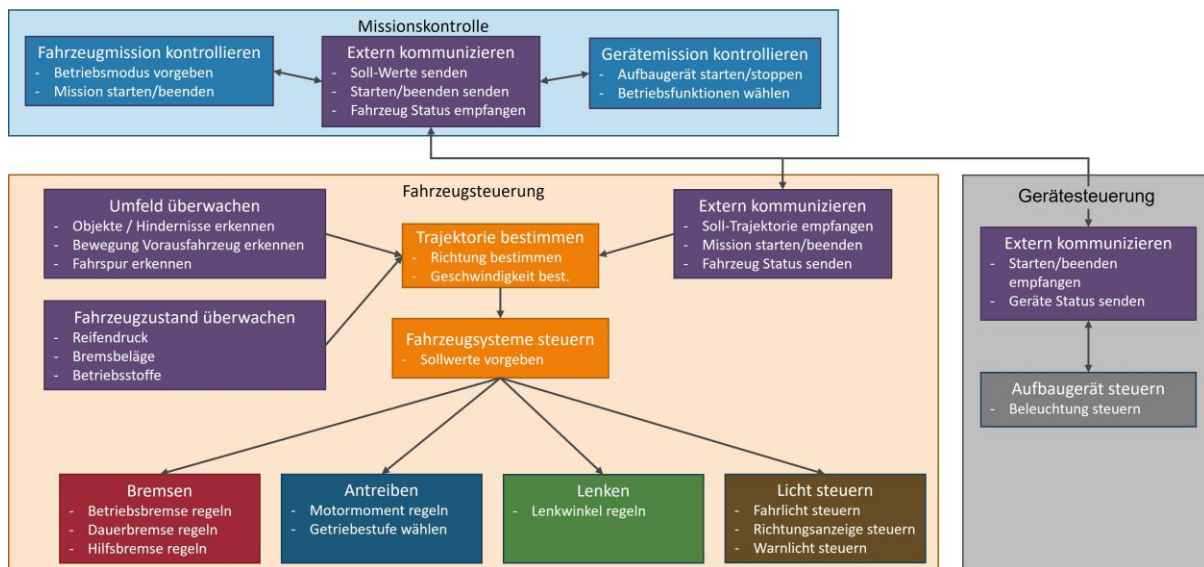 Missionskontrolle
Fahrzeugmission kontrollieren
- Betriebsmodus vorgeben
- Mission starten/beenden
Extern kommunizieren
- Soll-Werte senden
- Starten/beenden senden
- Fahrzeug Status empfangen
Gerätemission kontrollieren
- Aufbaugerät starten/stoppen
- Betriebsfunktionen wählen
Fahrzeugsteuerung
Umfeld überwachen
- Objekte / Hindernisse erkennen
- Bewegung Vorausfahrzeug erkennen
- Fahrspur erkennen
Fahrzeugzustand überwachen
- Reifendruck
- Bremsbeläge
- Betriebsstoffe
Trajektorie bestimmen
- Richtung bestimmen
- Geschwindigkeit best.
Extern kommunizieren
- Soll-Trajektorie empfangen
- Mission starten/beenden
- Fahrzeug Status senden
Fahrzeugsysteme steuern
- Sollwerte vorgeben
Bremsen
- Betriebsbremse regeln
- Dauerbremse regeln
- Hilfsbremse regeln
Antreiben
- Motormoment regeln
- Getriebestufe wählen
Lenken
- Lenkwinkel regeln
Licht steuern
- Fahrlicht steuern
- Richtungsanzeige steuern
- Warnlicht steuern
Gerätesteuerung
Extern kommunizieren
- Starten/beenden
empfangen
- Geräte Status senden
Aufbaugerät steuern
- Beleuchtung steuern